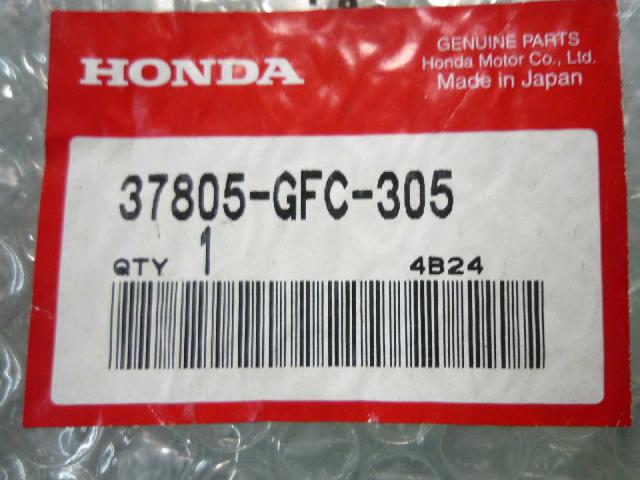 HONDA
GENUINE PARTS
Honda Motor Co., Ltd.
Made in Japan
37805-GFC-305
QTY 1 4B24